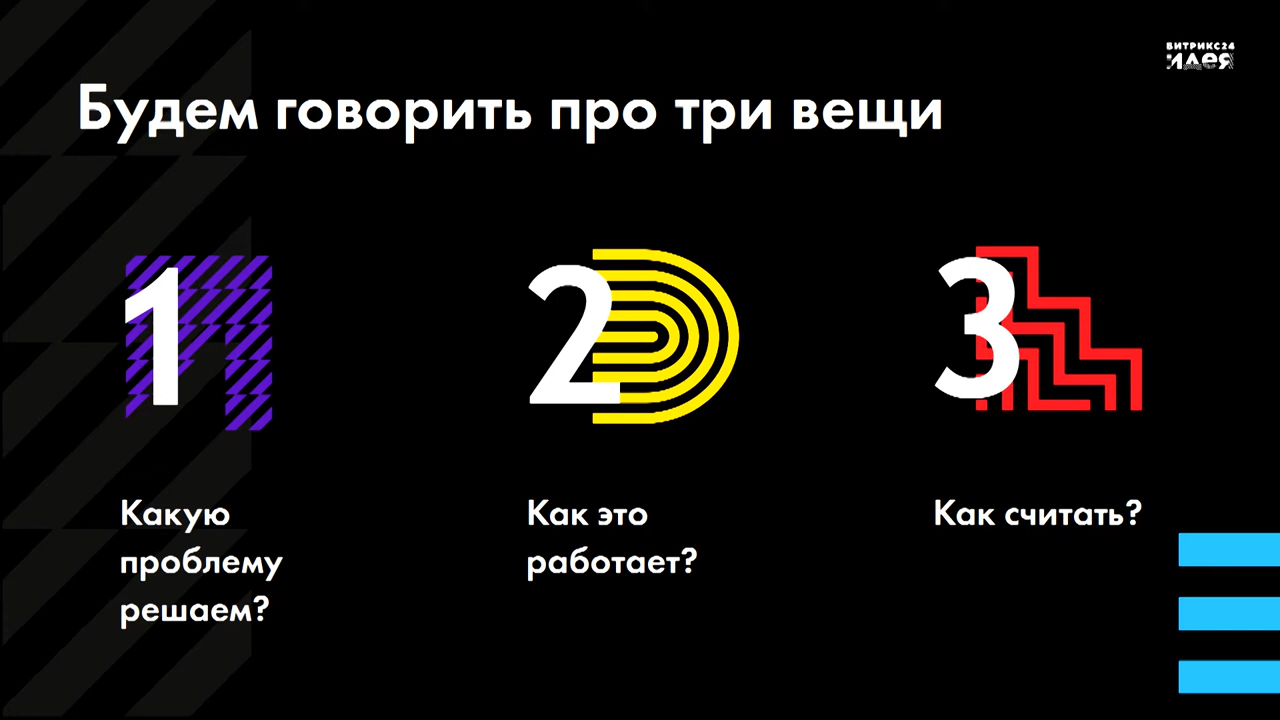 БИТРИКС24
идея
Будем говорить про три вещи
1
2
3
Какую
проблему
решаем?
Как это
работает?
Как считать?